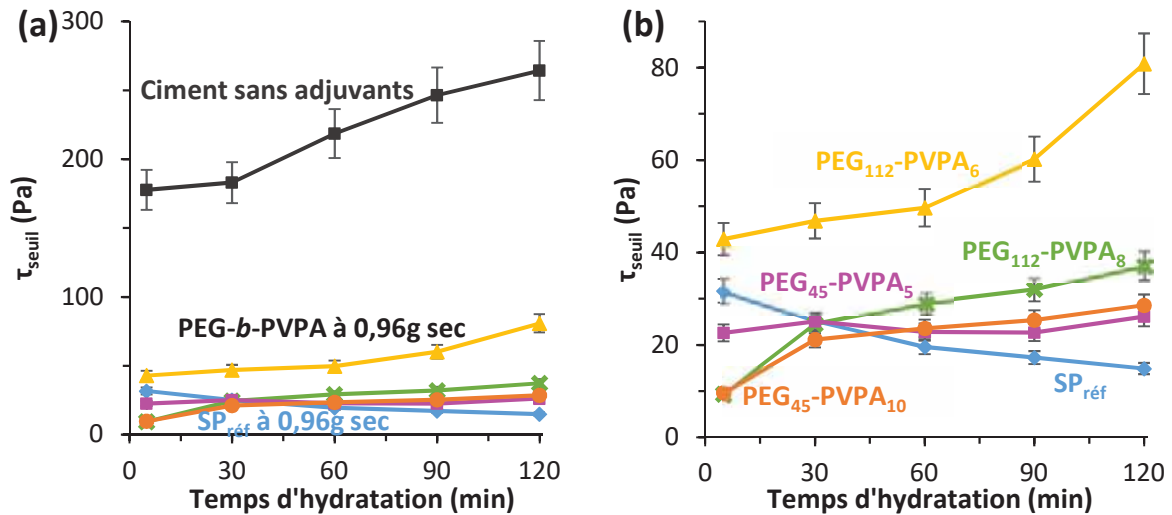 (a)
300
200
100
0
τseuil (Pa)
Ciment sans adjuvants
PEG-b-PVPA à 0,96g sec
SPréf à 0,96g sec
0 30 60 90 120
Temps d'hydratation (min)
(b)
80
60
40
20
0
τseuil (Pa)
PEG112-PVPA6
PEG112-PVPA8
PEG45-PVPA5
SPréf
PEG45-PVPA10
0 30 60 90 120
Temps d'hydratation (min)